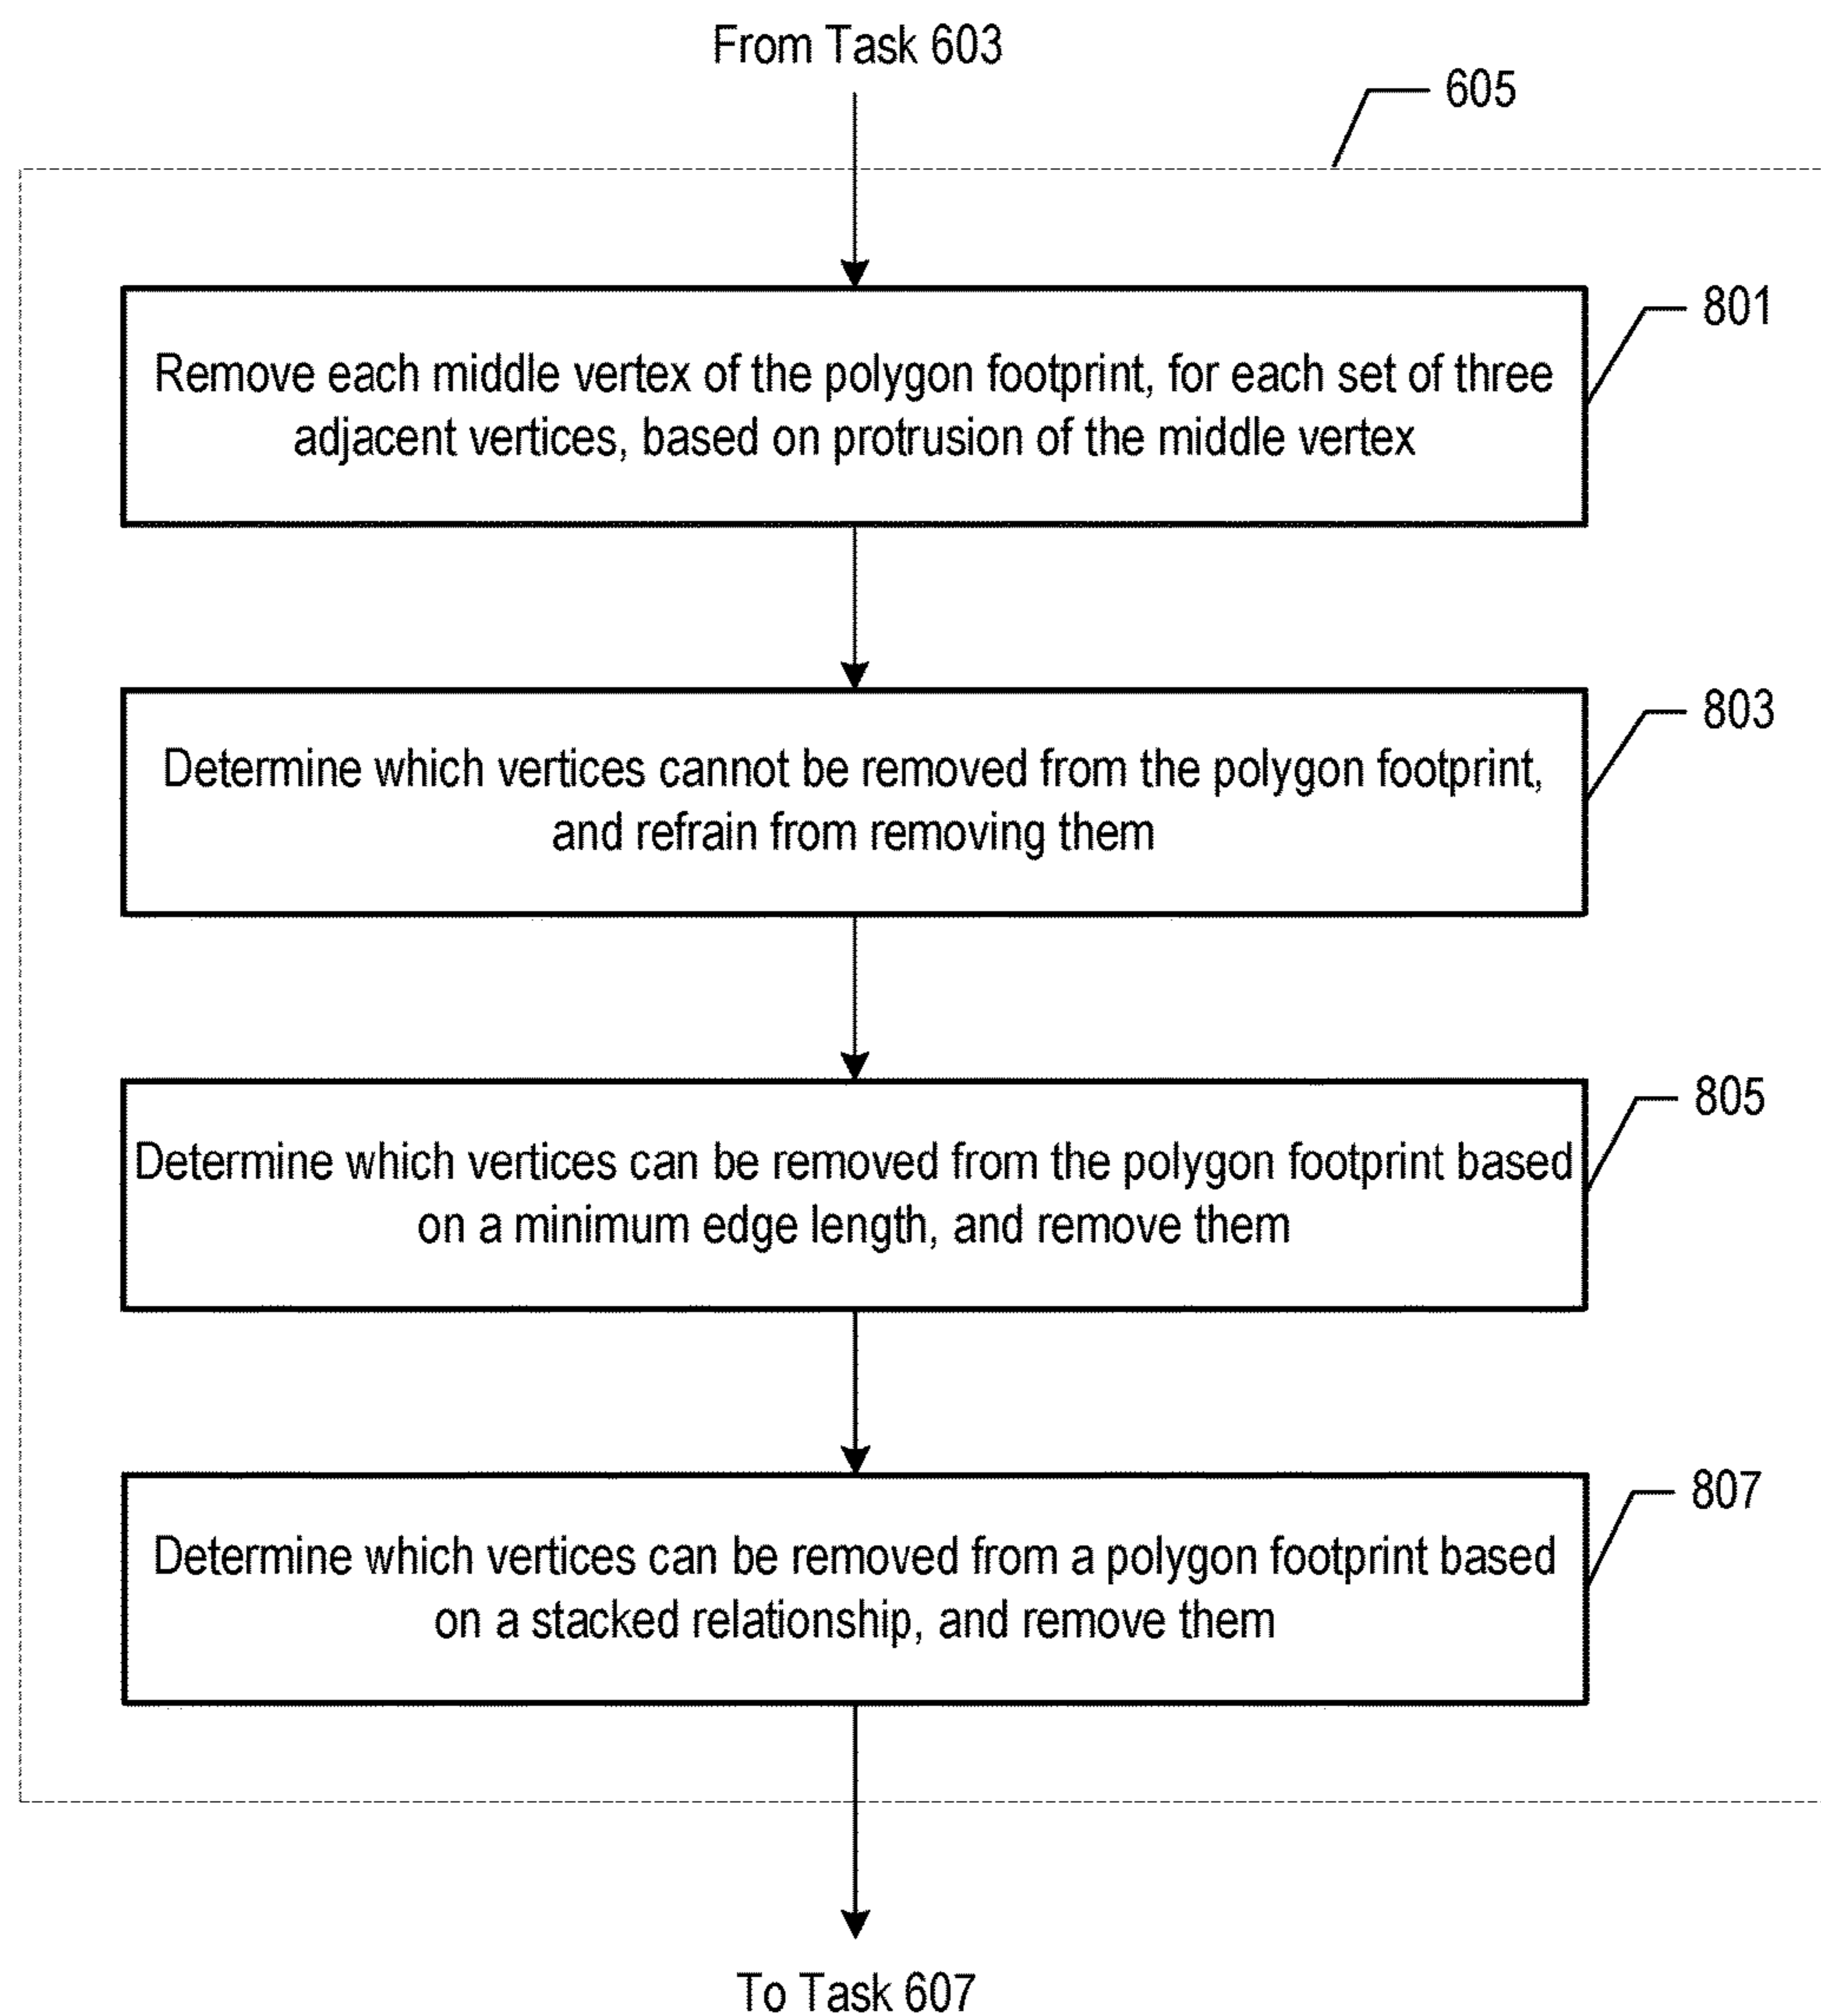 From Task 603
605
801
Remove each middle vertex of the polygon footprint, for each set of three
adjacent vertices, based on protrusion of the middle vertex
803
Determine which vertices cannot be removed from the polygon footprint,
and refrain from removing them
805
Determine which vertices can be removed from the polygon footprint based
on a minimum edge length, and remove them
807
Determine which vertices can be removed from a polygon footprint based
on a stacked relationship, and remove them
To Task 607